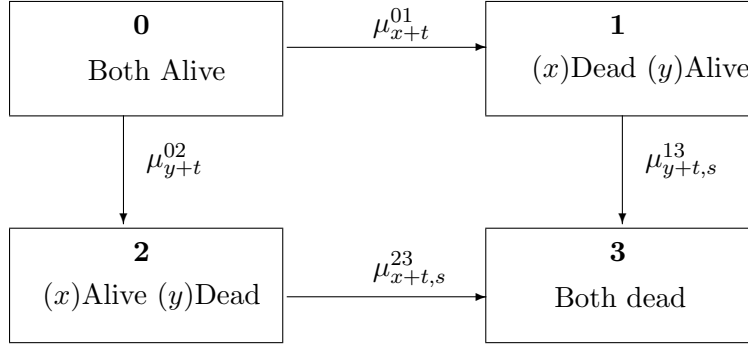 0
Both Alive
μ^{01}_{x+t}
1
(x)Dead (y)Alive
μ^{02}_{y+t}
μ^{13}_{y+t,s}
2
(x)Alive (y)Dead
μ^{23}_{x+t,s}
3
Both dead